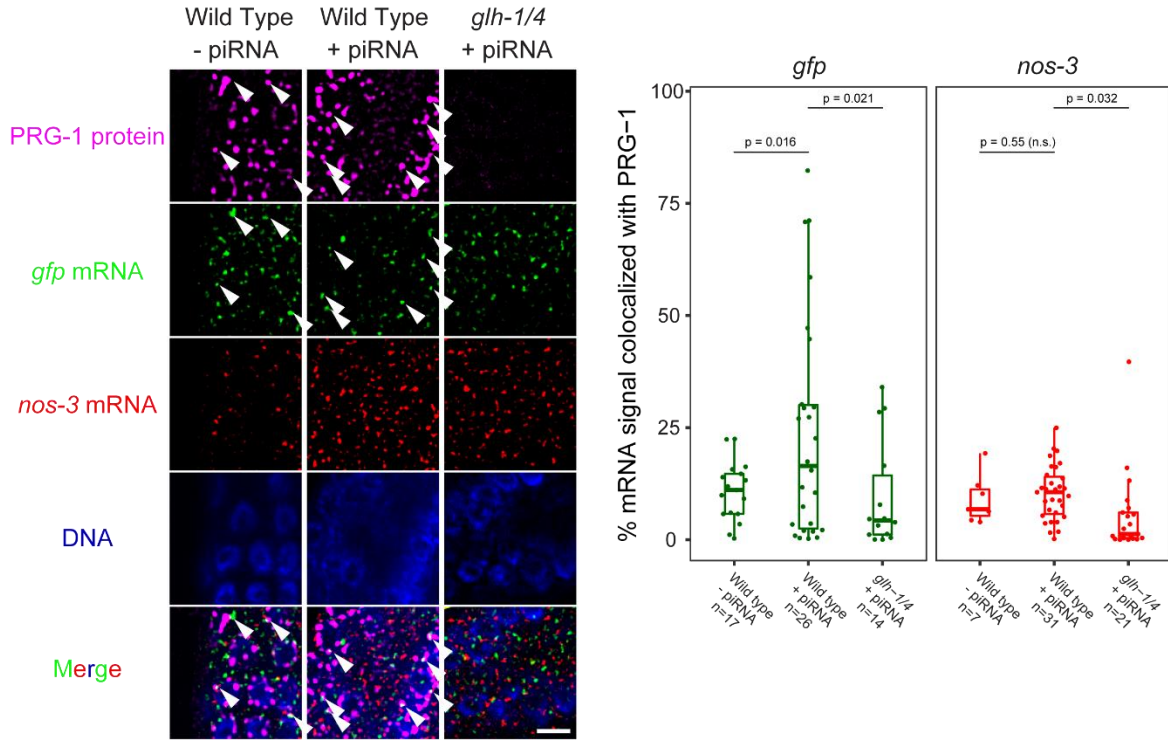 Wild Type
- piRNA
Wild Type
+ piRNA
glh-1/4
+ piRNA
PRG-1 protein
gfp mRNA
nos-3 mRNA
DNA
Merge
% mRNA signal colocalized with PRG−1
gfp
nos-3
100
75
50
25
0
p = 0.016
p = 0.021
p = 0.55 (n.s.)
p = 0.032
Wild type
- piRNA
n=17
Wild type
+ piRNA
n=26
glh−1/4
+ piRNA
n=14
Wild type
- piRNA
n=7
Wild type
+ piRNA
n=31
glh−1/4
+ piRNA
n=21